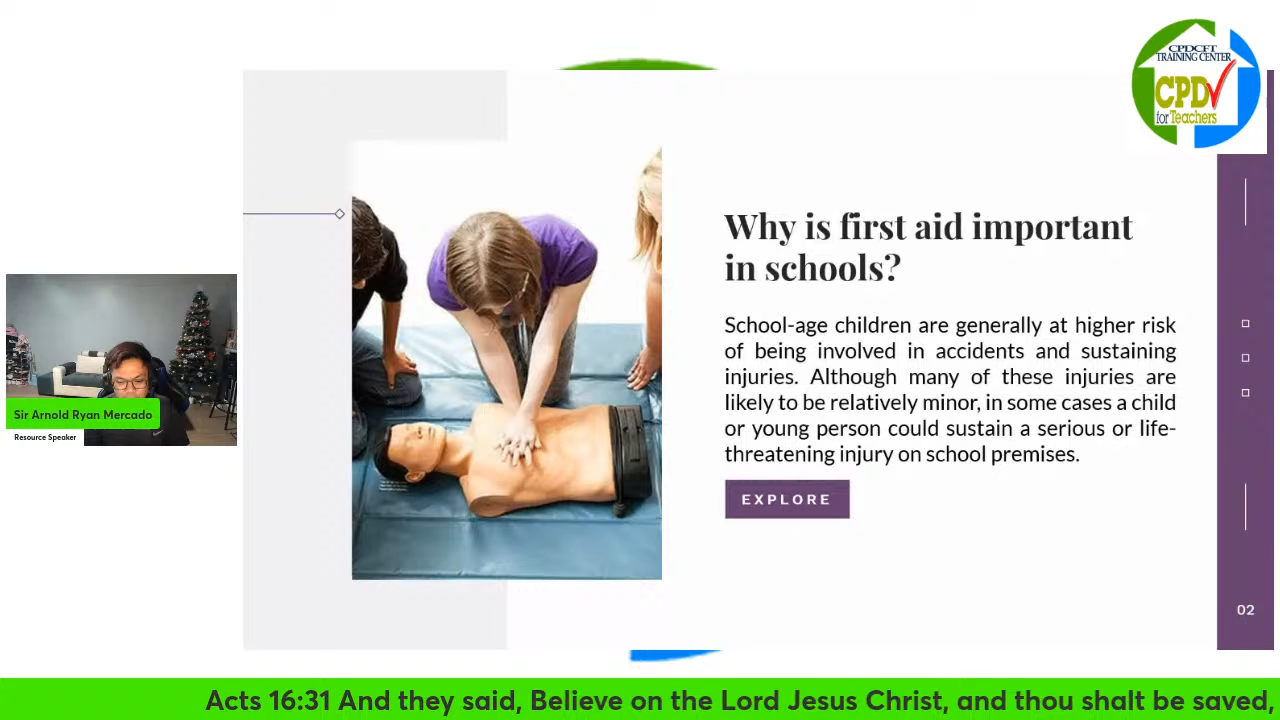 CPDCFT
TRAINING CENTER
CPD
for Teachers
Why is first aid important
in schools?
School-age children are generally at higher risk
of being involved in accidents and sustaining
injuries. Although many of these injuries are
likely to be relatively minor, in some cases a child
or young person could sustain a serious or life-
threatening injury on school premises.
EXPLORE
Sir Arnold Ryan Mercado
Resource Speaker
02
Acts 16:31 And they said, Believe on the Lord Jesus Christ, and thou shalt be saved,